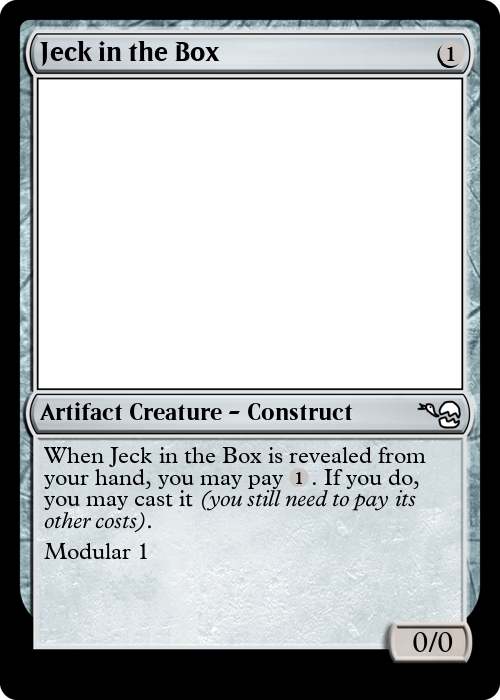 Jeck in the Box 1
Artifact Creature – Construct
When Jeck in the Box is revealed from
your hand, you may pay 1. If you do,
you may cast it (you still need to pay its
other costs).
Modular 1
0/0